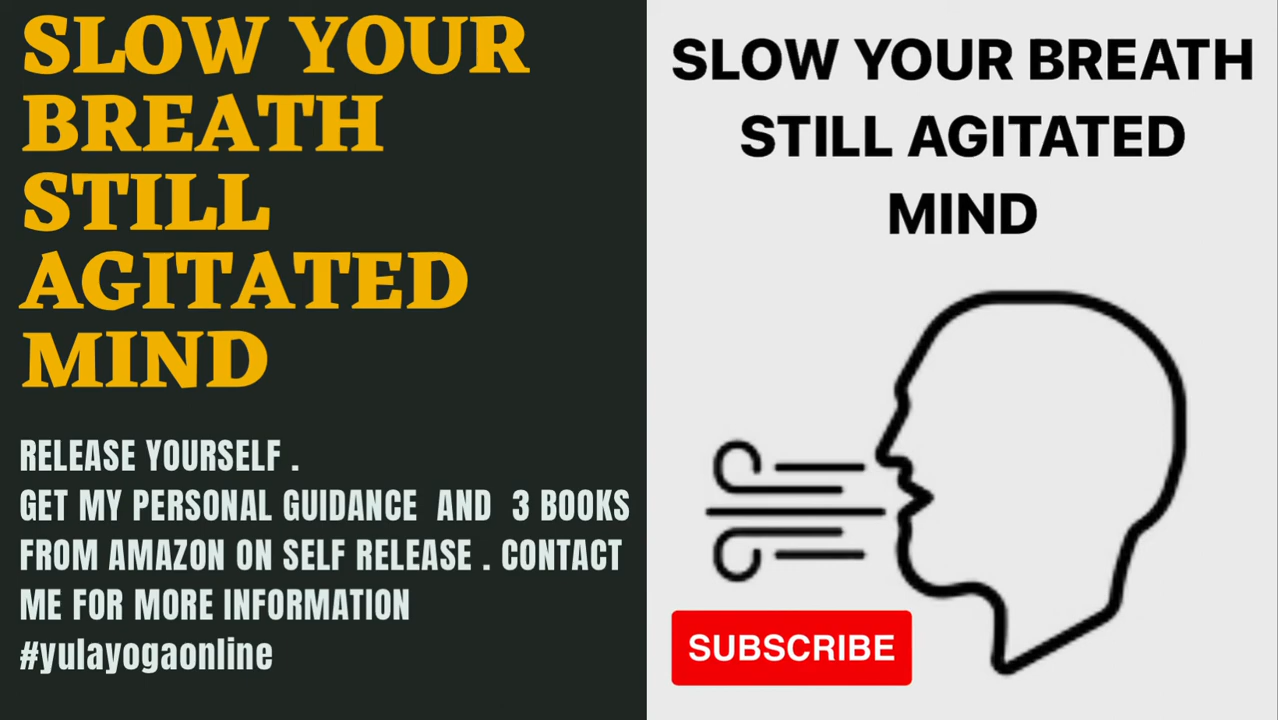 SLOW YOUR
BREATH
STILL
AGITATED
MIND
RELEASE YOURSELF .
GET MY PERSONAL GUIDANCE AND 3 BOOKS
FROM AMAZON ON SELF RELEASE . CONTACT
ME FOR MORE INFORMATION
#yulayogaonline
SLOW YOUR BREATH
STILL AGITATED
MIND
SUBSCRIBE